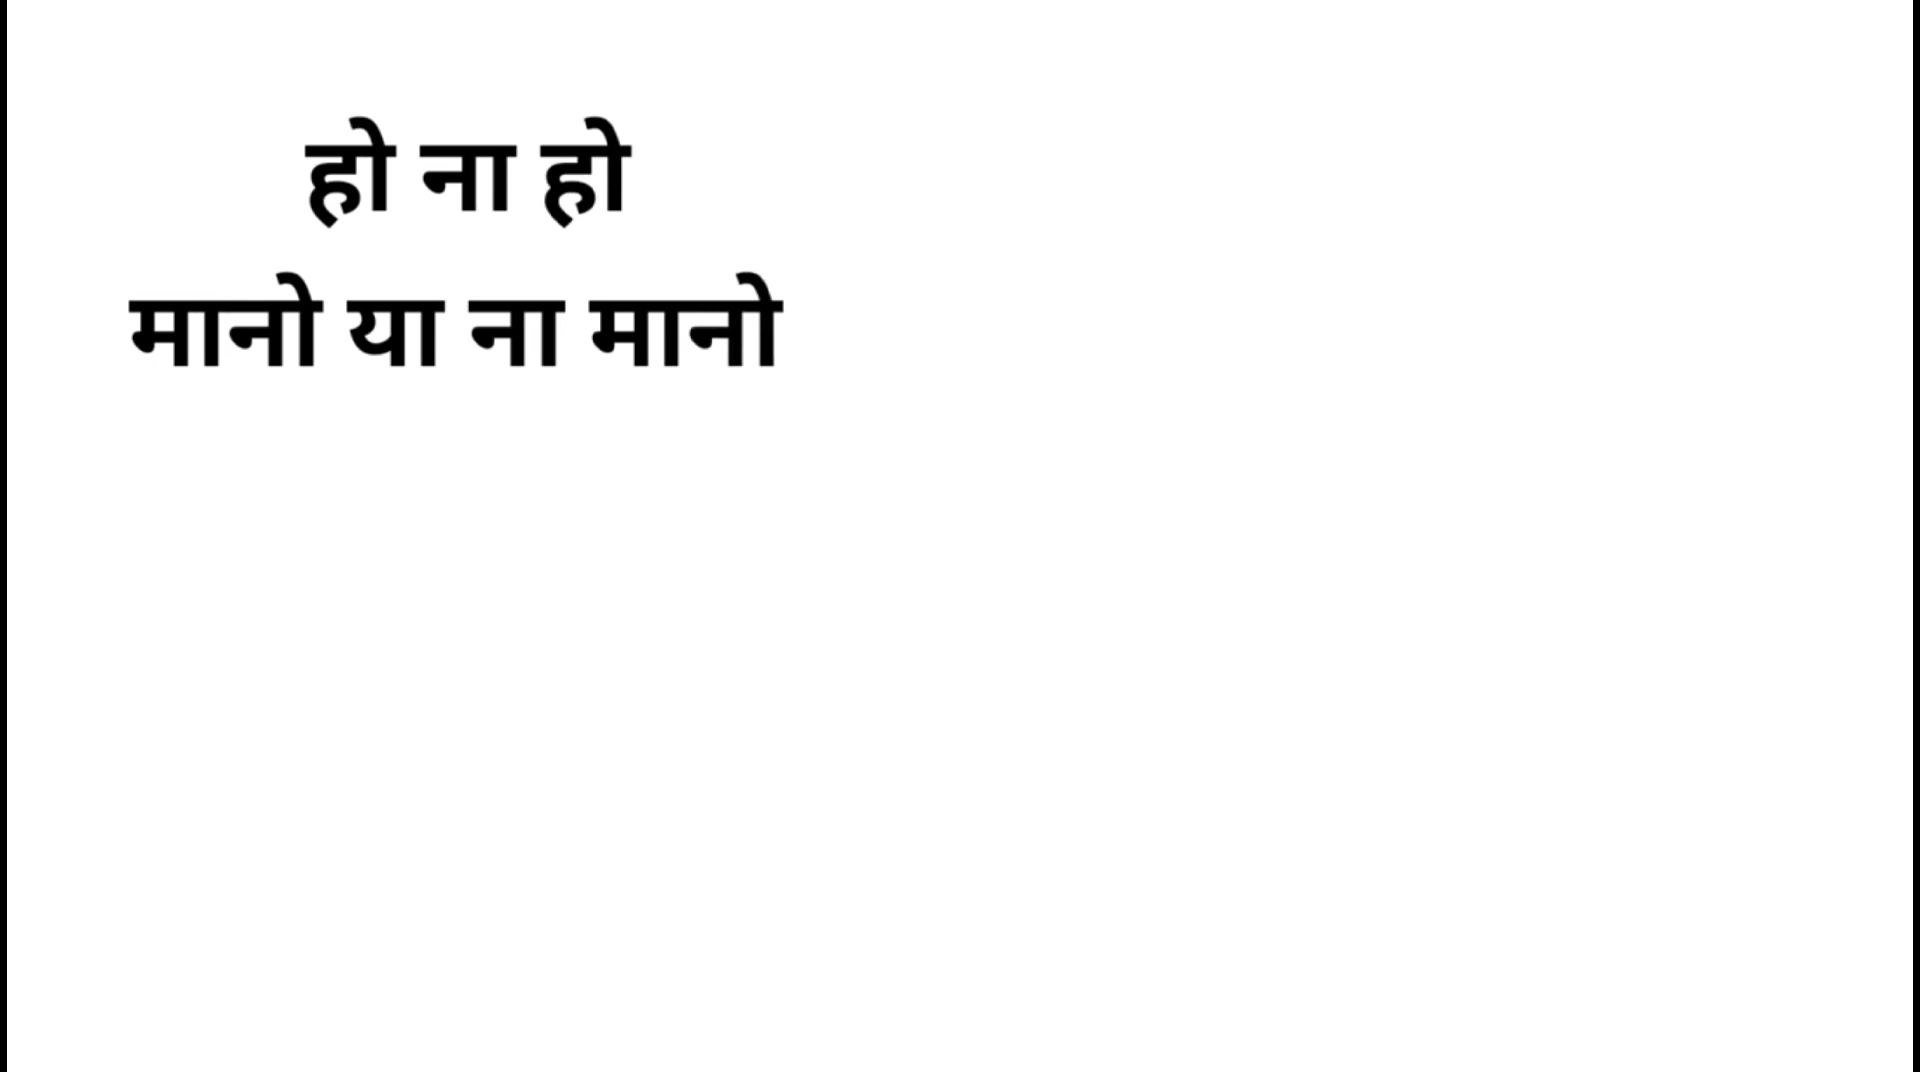 हो ना हो
मानो या ना मानो